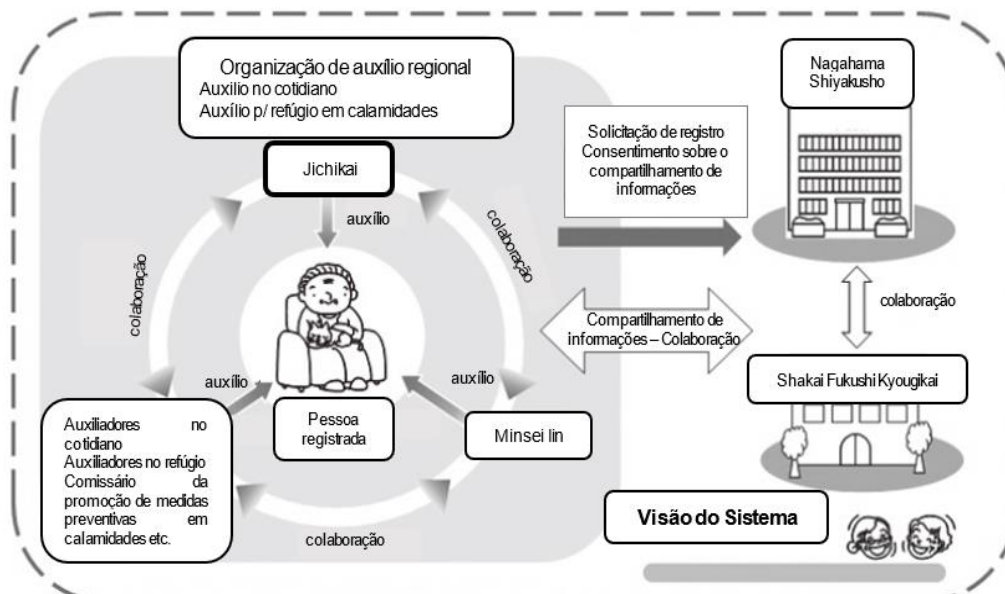 Organização de auxílio regional
Auxilio no cotidiano
Auxílio p/ refúgio em calamidades
Jichikai
auxílio
colaboração
colaboração
auxílio
auxílio
Pessoa
registrada
Minsei Iin
Auxiliadores no
cotidiano
Auxiliadores no refúgio
Comissário da
promoção de medidas
preventivas em
calamidades etc.
colaboração
Solicitação de registro
Consentimento sobre o
compartilhamento de
informações
Nagahama
Shiyakusho
Compartilhamento de
informações – Colaboração
colaboração
Shakai Fukushi Kyougikai
Visão do Sistema